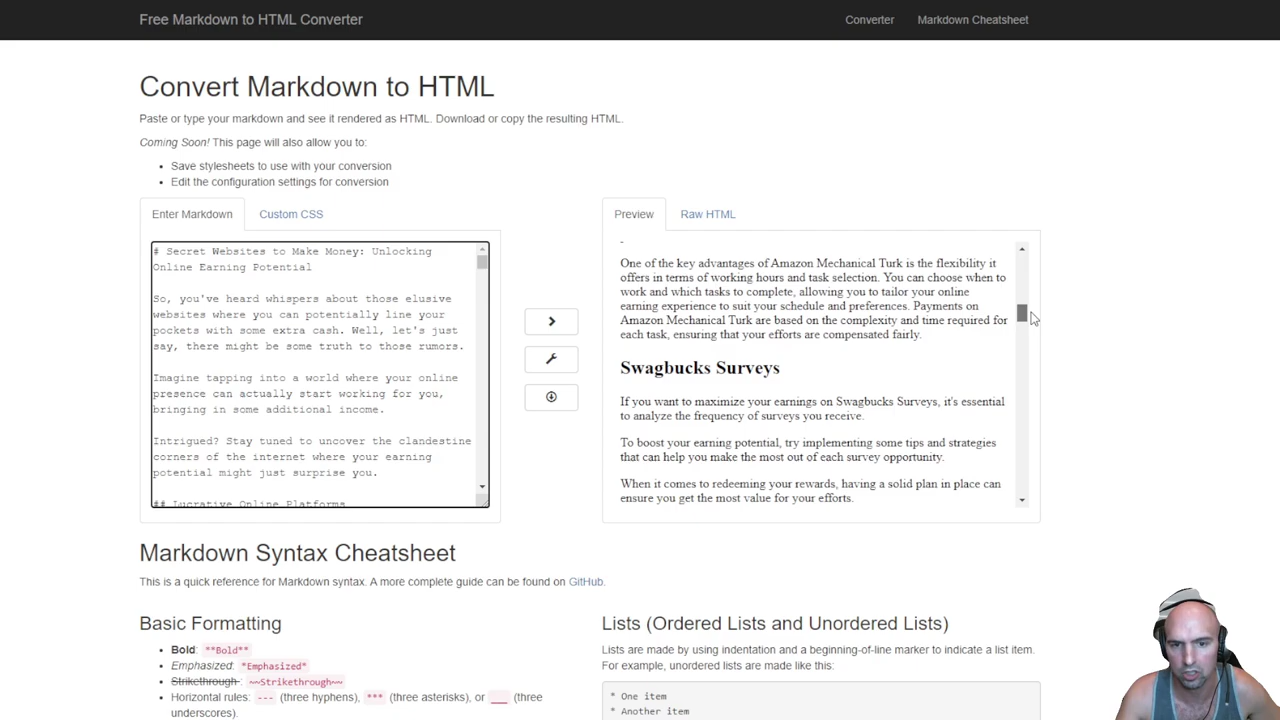 Free Markdown to HTML Converter
Converter
Markdown Cheatsheet
Convert Markdown to HTML
Paste or type your markdown and see it rendered as HTML. Download or copy the resulting HTML.
Coming Soon! This page will also allow you to:
Save stylesheets to use with your conversion
Edit the configuration settings for conversion
Enter Markdown
Custom CSS
# Secret Websites to Make Money: Unlocking
Online Earning Potential
So, you've heard whispers about those elusive
websites where you can potentially line your
pockets with some extra cash. Well, let's just
say, there might be some truth to those rumors.
Imagine tapping into a world where your online
presence can actually start working for you,
bringing in some additional income.
Intrigued? Stay tuned to uncover the clandestine
corners of the internet where your earning
potential might just surprise you.
## Lucrative Online Platforms
Preview
Raw HTML
One of the key advantages of Amazon Mechanical Turk is the flexibility it
offers in terms of working hours and task selection. You can choose when to
work and which tasks to complete, allowing you to tailor your online
earning experience to suit your schedule and preferences. Payments on
Amazon Mechanical Turk are based on the complexity and time required for
each task, ensuring that your efforts are compensated fairly.
Swagbucks Surveys
If you want to maximize your earnings on Swagbucks Surveys, it's essential
to analyze the frequency of surveys you receive.
To boost your earning potential, try implementing some tips and strategies
that can help you make the most out of each survey opportunity.
When it comes to redeeming your rewards, having a solid plan in place can
ensure you get the most value for your efforts.
Markdown Syntax Cheatsheet
This is a quick reference for Markdown syntax. A more complete guide can be found on GitHub.
Basic Formatting
Bold: **Bold**
Emphasized: *Emphasized*
Strikethrough : ~~Strikethrough~~
Horizontal rules: --- (three hyphens), *** (three asterisks), or ___ (three
underscores).
Lists (Ordered Lists and Unordered Lists)
Lists are made by using indentation and a beginning-of-line marker to indicate a list item.
For example, unordered lists are made like this:
* One item
* Another item